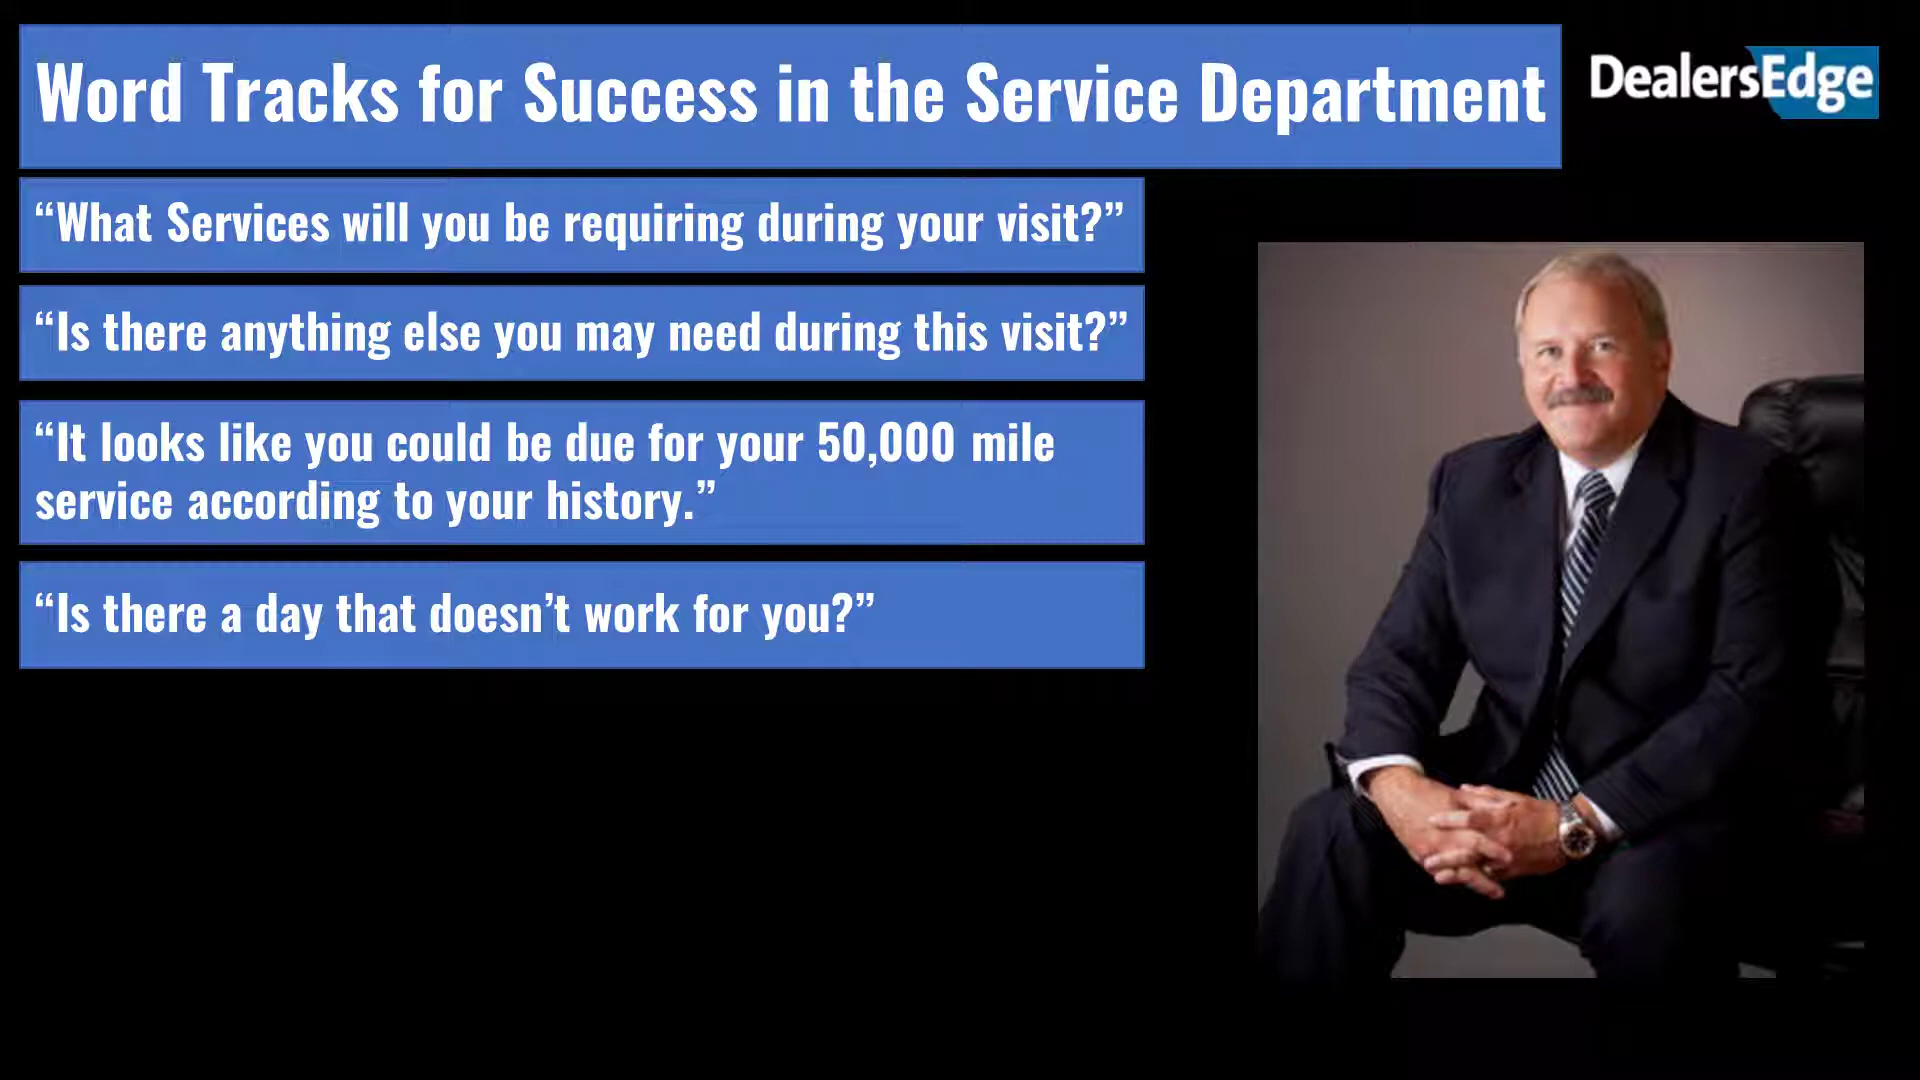 Word Tracks for Success in the Service Department
DealersEdge
“What Services will you be requiring during your visit?”
“Is there anything else you may need during this visit?”
“It looks like you could be due for your 50,000 mile
service according to your history.”
“Is there a day that doesn’t work for you?”